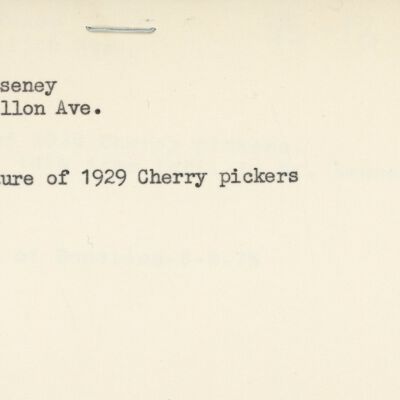 seney
llon Ave.
ure of 1929 Cherry pickers